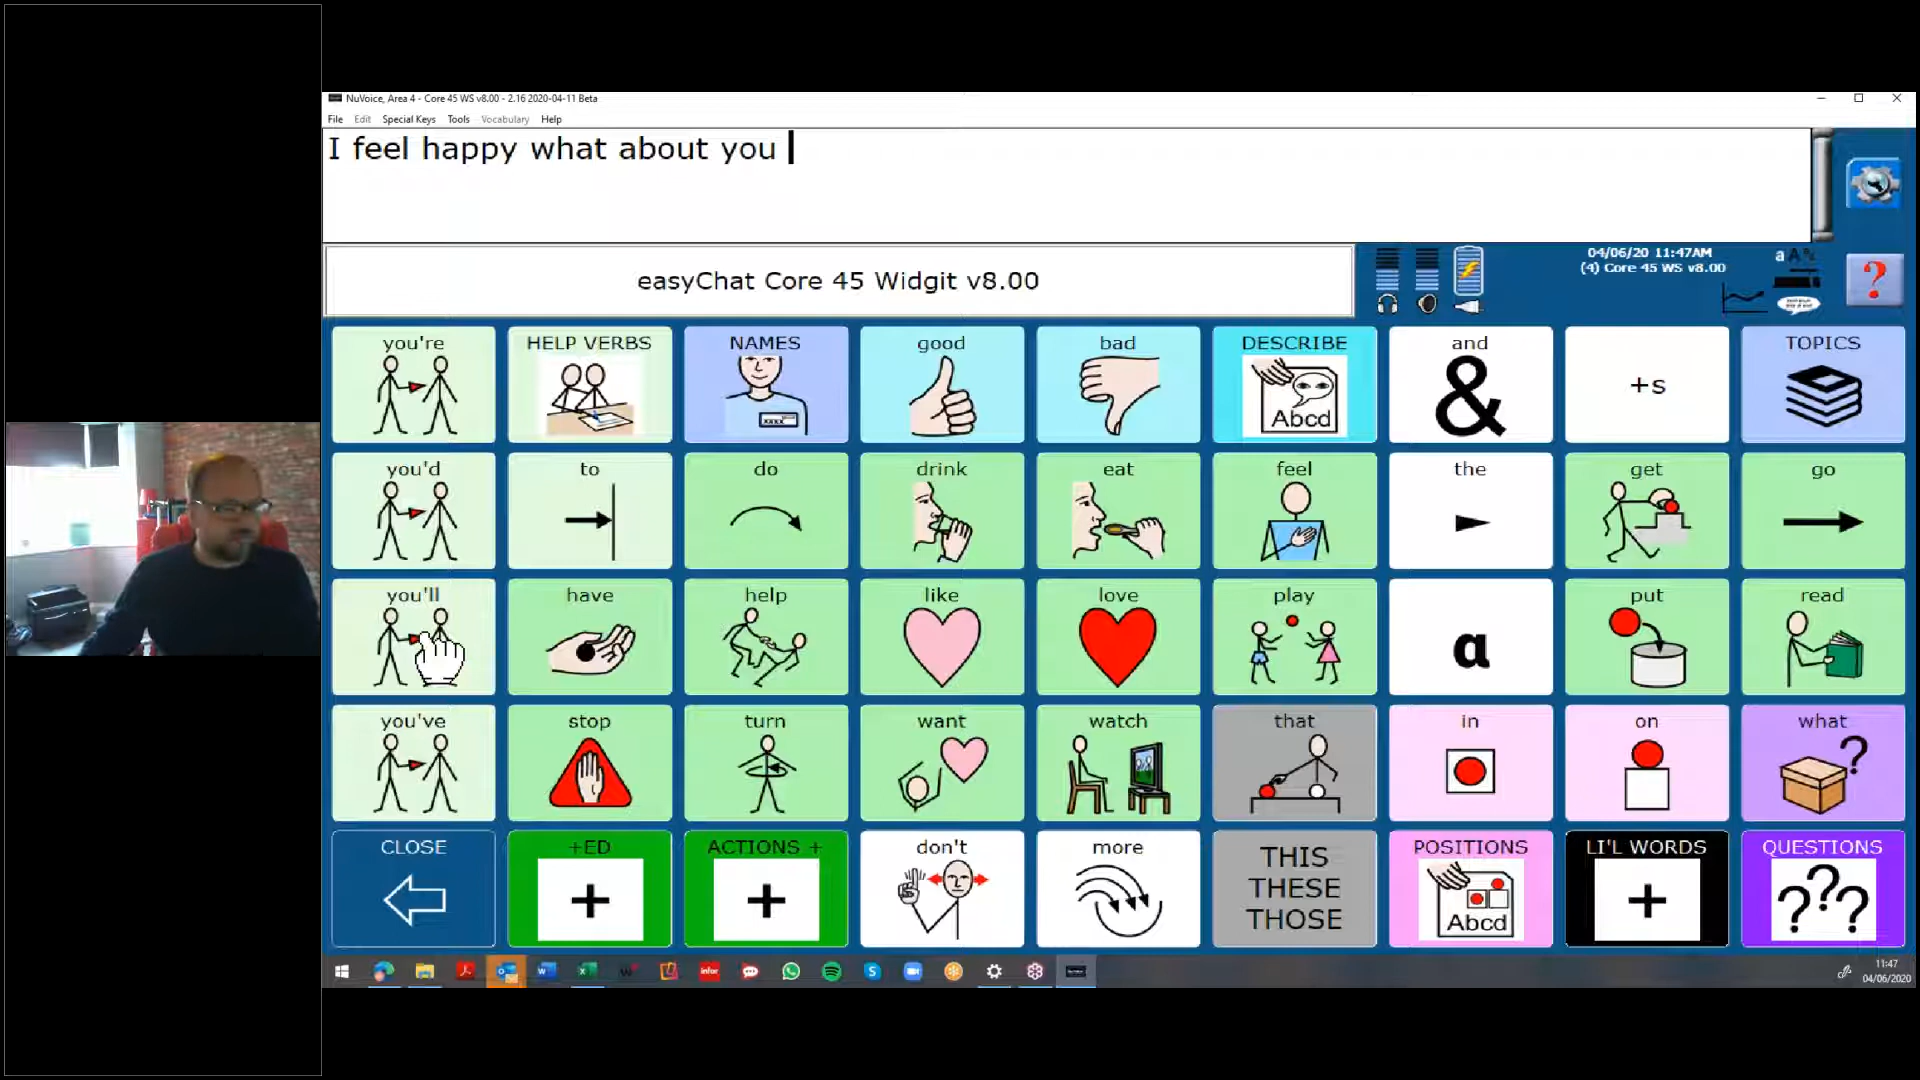 NuVoice, Area 4 - Core 45 WS v8.00 - 2.16 2020-04-11 Beta
File Edit Special Keys Tools Vocabulary Help
I feel happy what about you
easyChat Core 45 Widgit v8.00
04/06/20 11:47AM
(4) Core 45 WS v8.00
?
you're HELP VERBS NAMES good bad DESCRIBE and +s TOPICS
xxxx Abcd &
you'd to do drink eat feel the get go
you'll have help like love play put read
a
you've stop turn want watch that in on what
?
CLOSE +ED ACTIONS + don't more THIS POSITIONS LI'L WORDS QUESTIONS
THESE
THOSE
+ + Abcd + ???
infor
11:47
04/06/2020